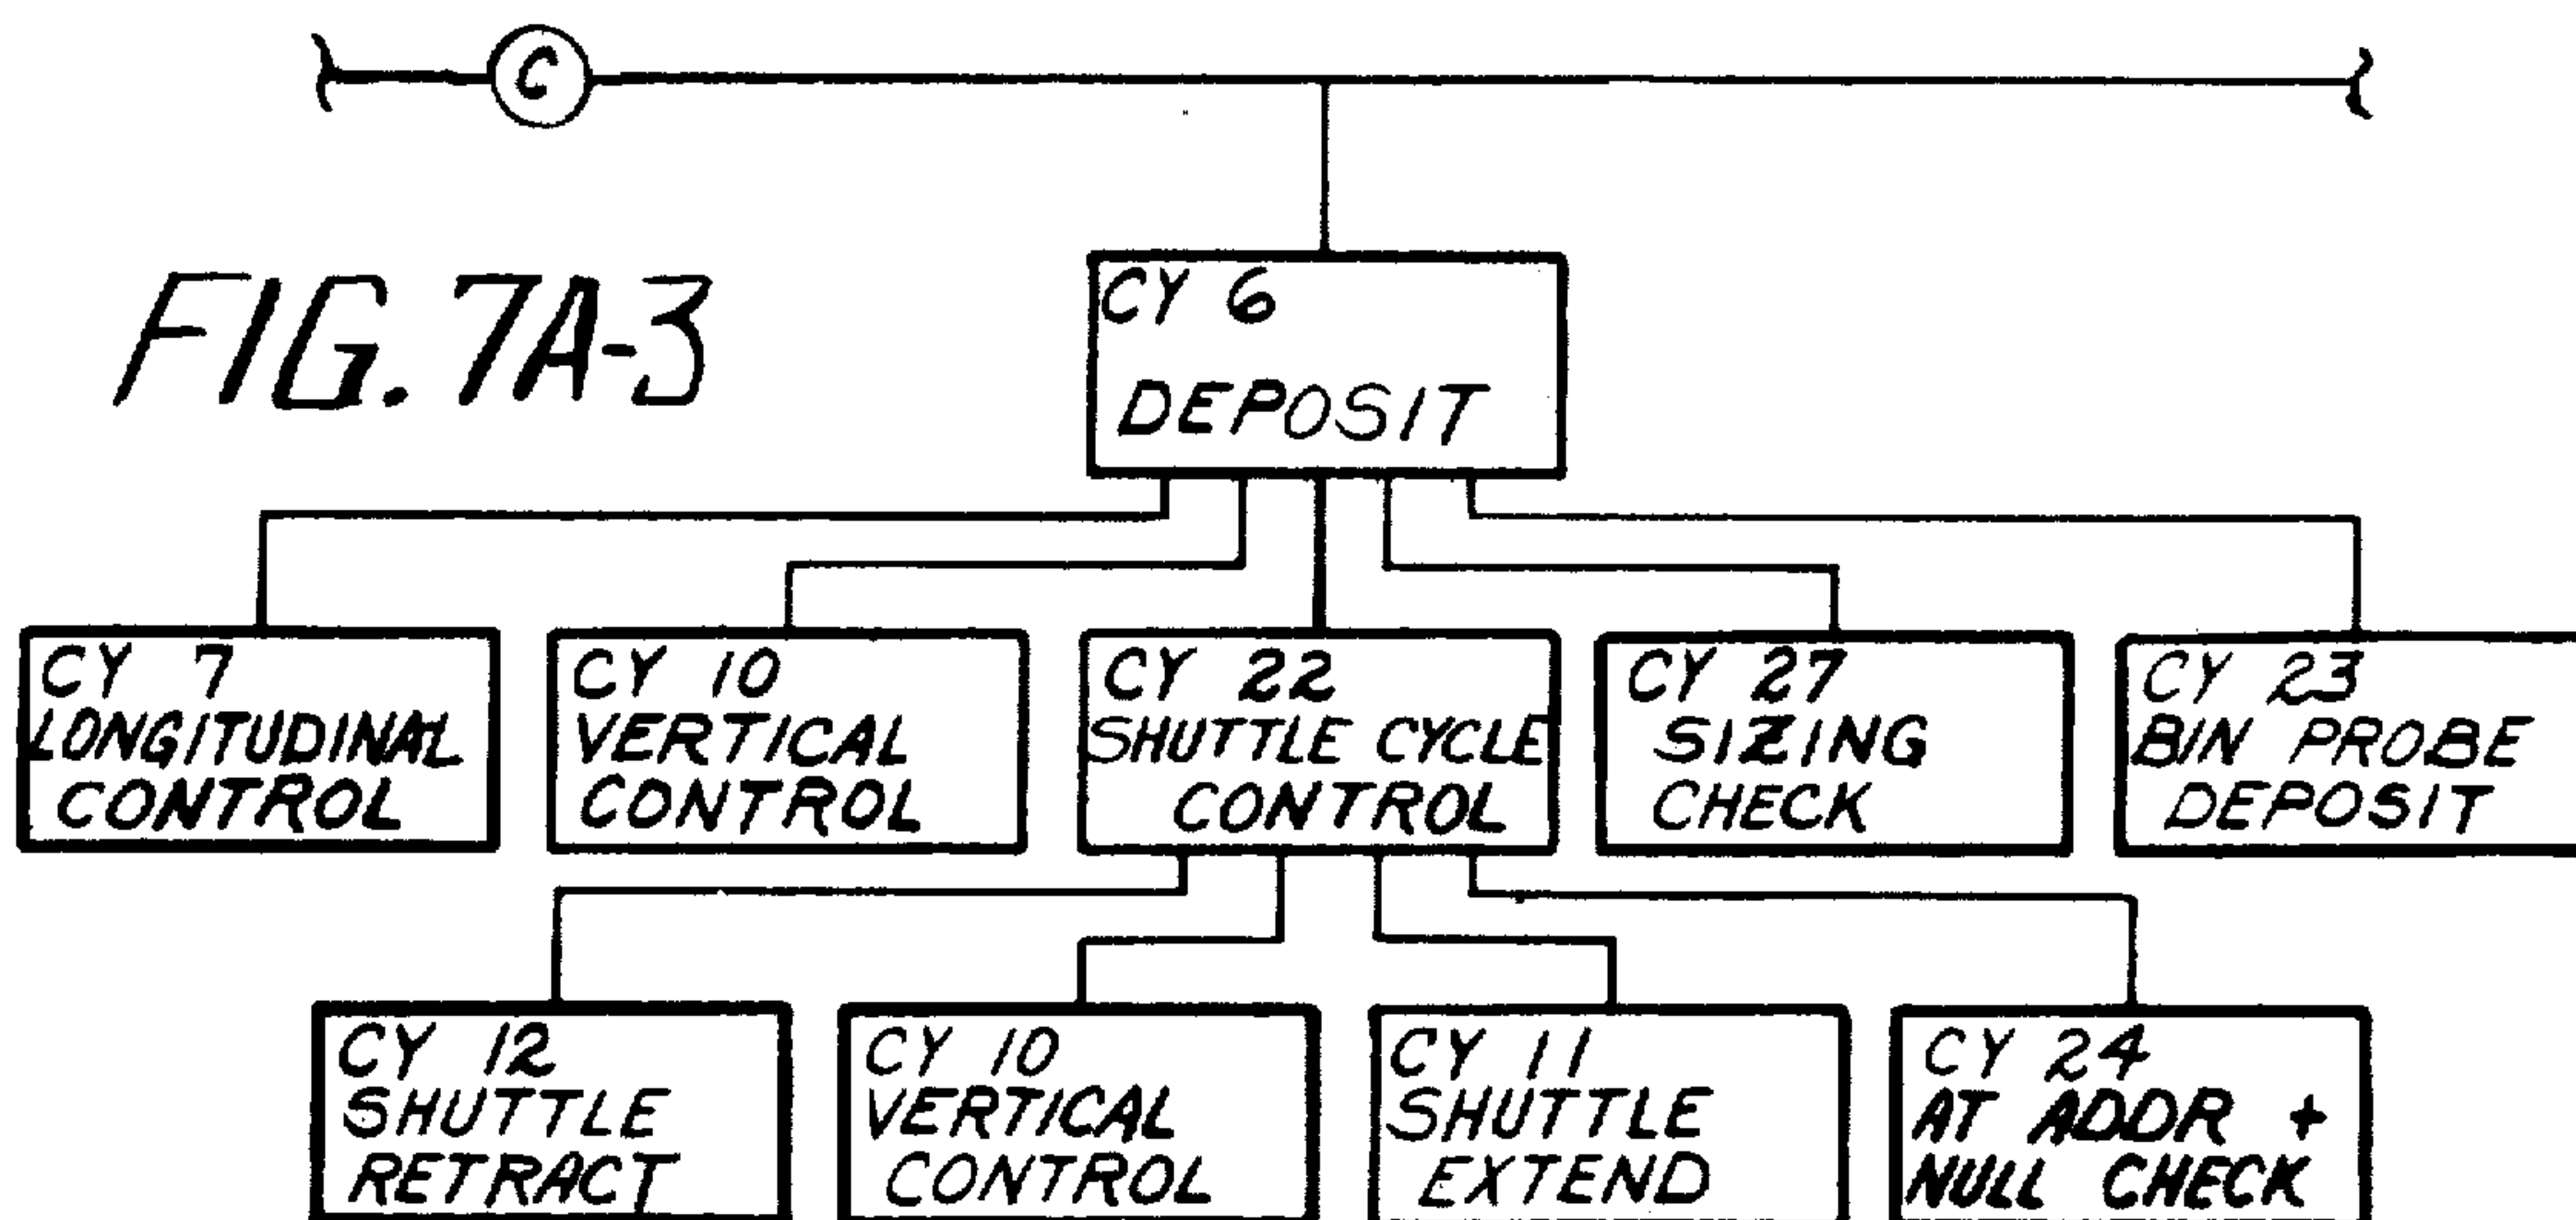 C
FIG. 7A-3
CY 6
DEPOSIT
CY 7
LONGITUDINAL
CONTROL
CY 10
VERTICAL
CONTROL
CY 22
SHUTTLE CYCLE
CONTROL
CY 27
SIZING
CHECK
CY 23
BIN PROBE
DEPOSIT
CY 12
SHUTTLE
RETRACT
CY 10
VERTICAL
CONTROL
CY 11
SHUTTLE
EXTEND
CY 24
AT ADDR +
NULL CHECK